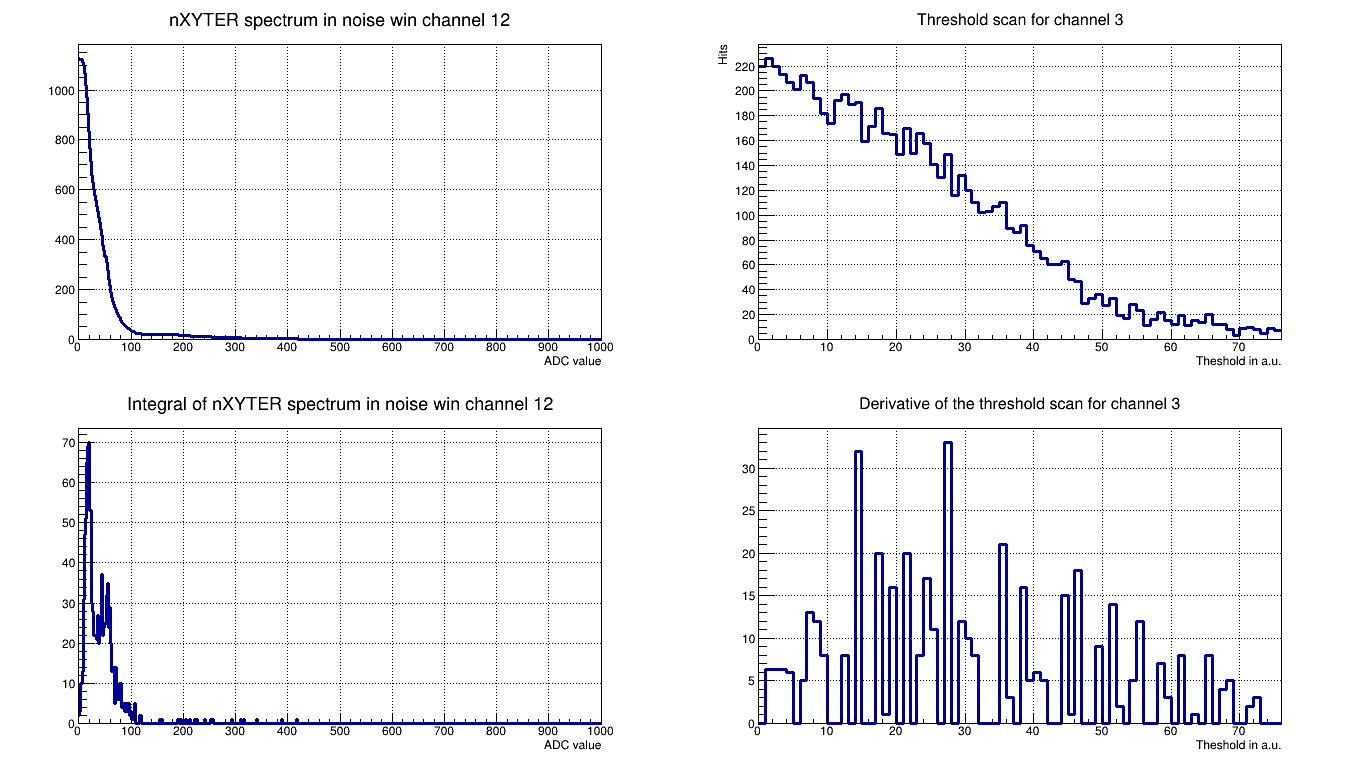 nXYTER spectrum in noise win channel 12
1000
800
600
400
200
0
0 100 200 300 400 500 600 700 800 900 1000
ADC value
Threshold scan for channel 3
Hits
220
200
180
160
140
120
100
80
60
40
20
0
0 10 20 30 40 50 60 70
Theshold in a.u.
Integral of nXYTER spectrum in noise win channel 12
70
60
50
40
30
20
10
0
0 100 200 300 400 500 600 700 800 900 1000
ADC value
Derivative of the threshold scan for channel 3
30
25
20
15
10
5
0
0 10 20 30 40 50 60 70
Theshold in a.u.